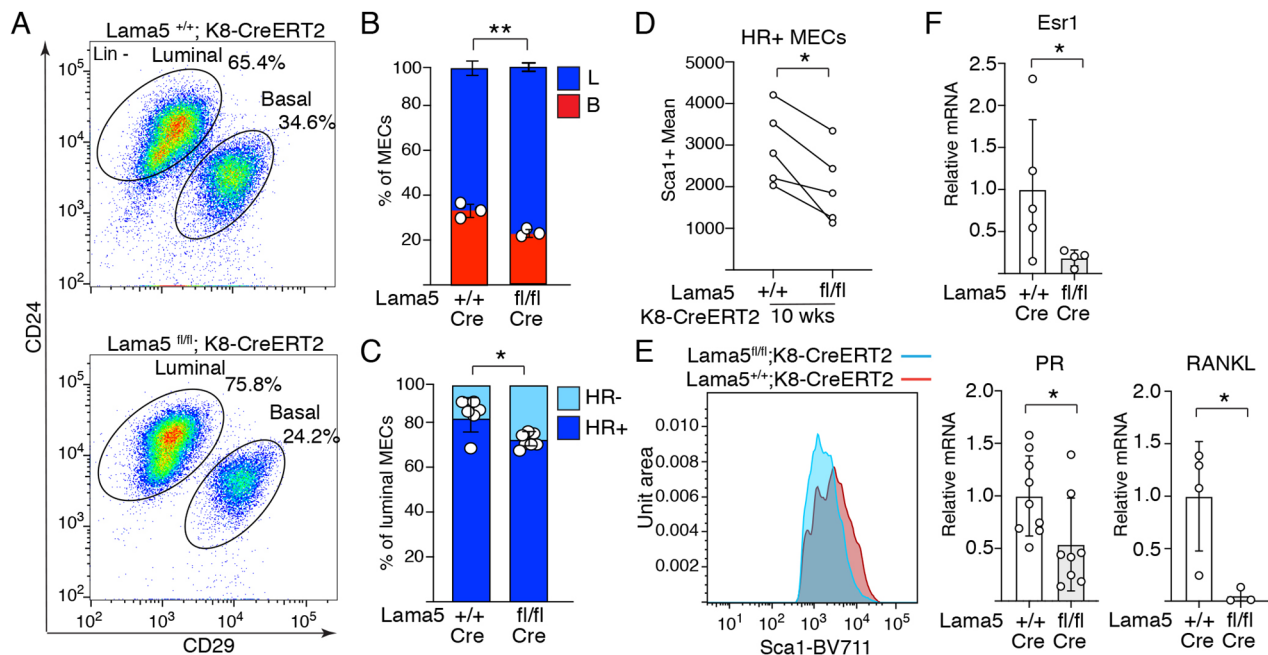 A
Lama5 +/+; K8-CreERT2
Lin -
Luminal
65.4%
Basal
34.6%
10^5
10^4
10^3
10^2
CD24
Lama5 fl/fl; K8-CreERT2
Luminal
75.8%
Basal
24.2%
10^5
10^4
10^3
10^2
10^2 10^3 10^4 10^5
CD29
B
**
100
80
60
40
20
% of MECs
L
B
Lama5 +/+ fl/fl
Cre Cre
C
*
100
80
60
40
20
% of luminal MECs
HR-
HR+
Lama5 +/+ fl/fl
Cre Cre
D
HR+ MECs
*
5000
4000
3000
2000
1000
Sca1+ Mean
Lama5 +/+ fl/fl
K8-CreERT2 10 wks
E
Lama5fl/fl;K8-CreERT2
Lama5+/+;K8-CreERT2
0.010
0.008
0.006
0.004
0.002
Unit area
10^1 10^2 10^3 10^4 10^5
Sca1-BV711
F
Esr1
*
2.5
2.0
1.5
1.0
0.5
Relative mRNA
Lama5 +/+ fl/fl
Cre Cre
PR
*
2.0
1.5
1.0
0.5
Relative mRNA
Lama5 +/+ fl/fl
Cre Cre
RANKL
*
2.0
1.5
1.0
0.5
Relative mRNA
Lama5 +/+ fl/fl
Cre Cre